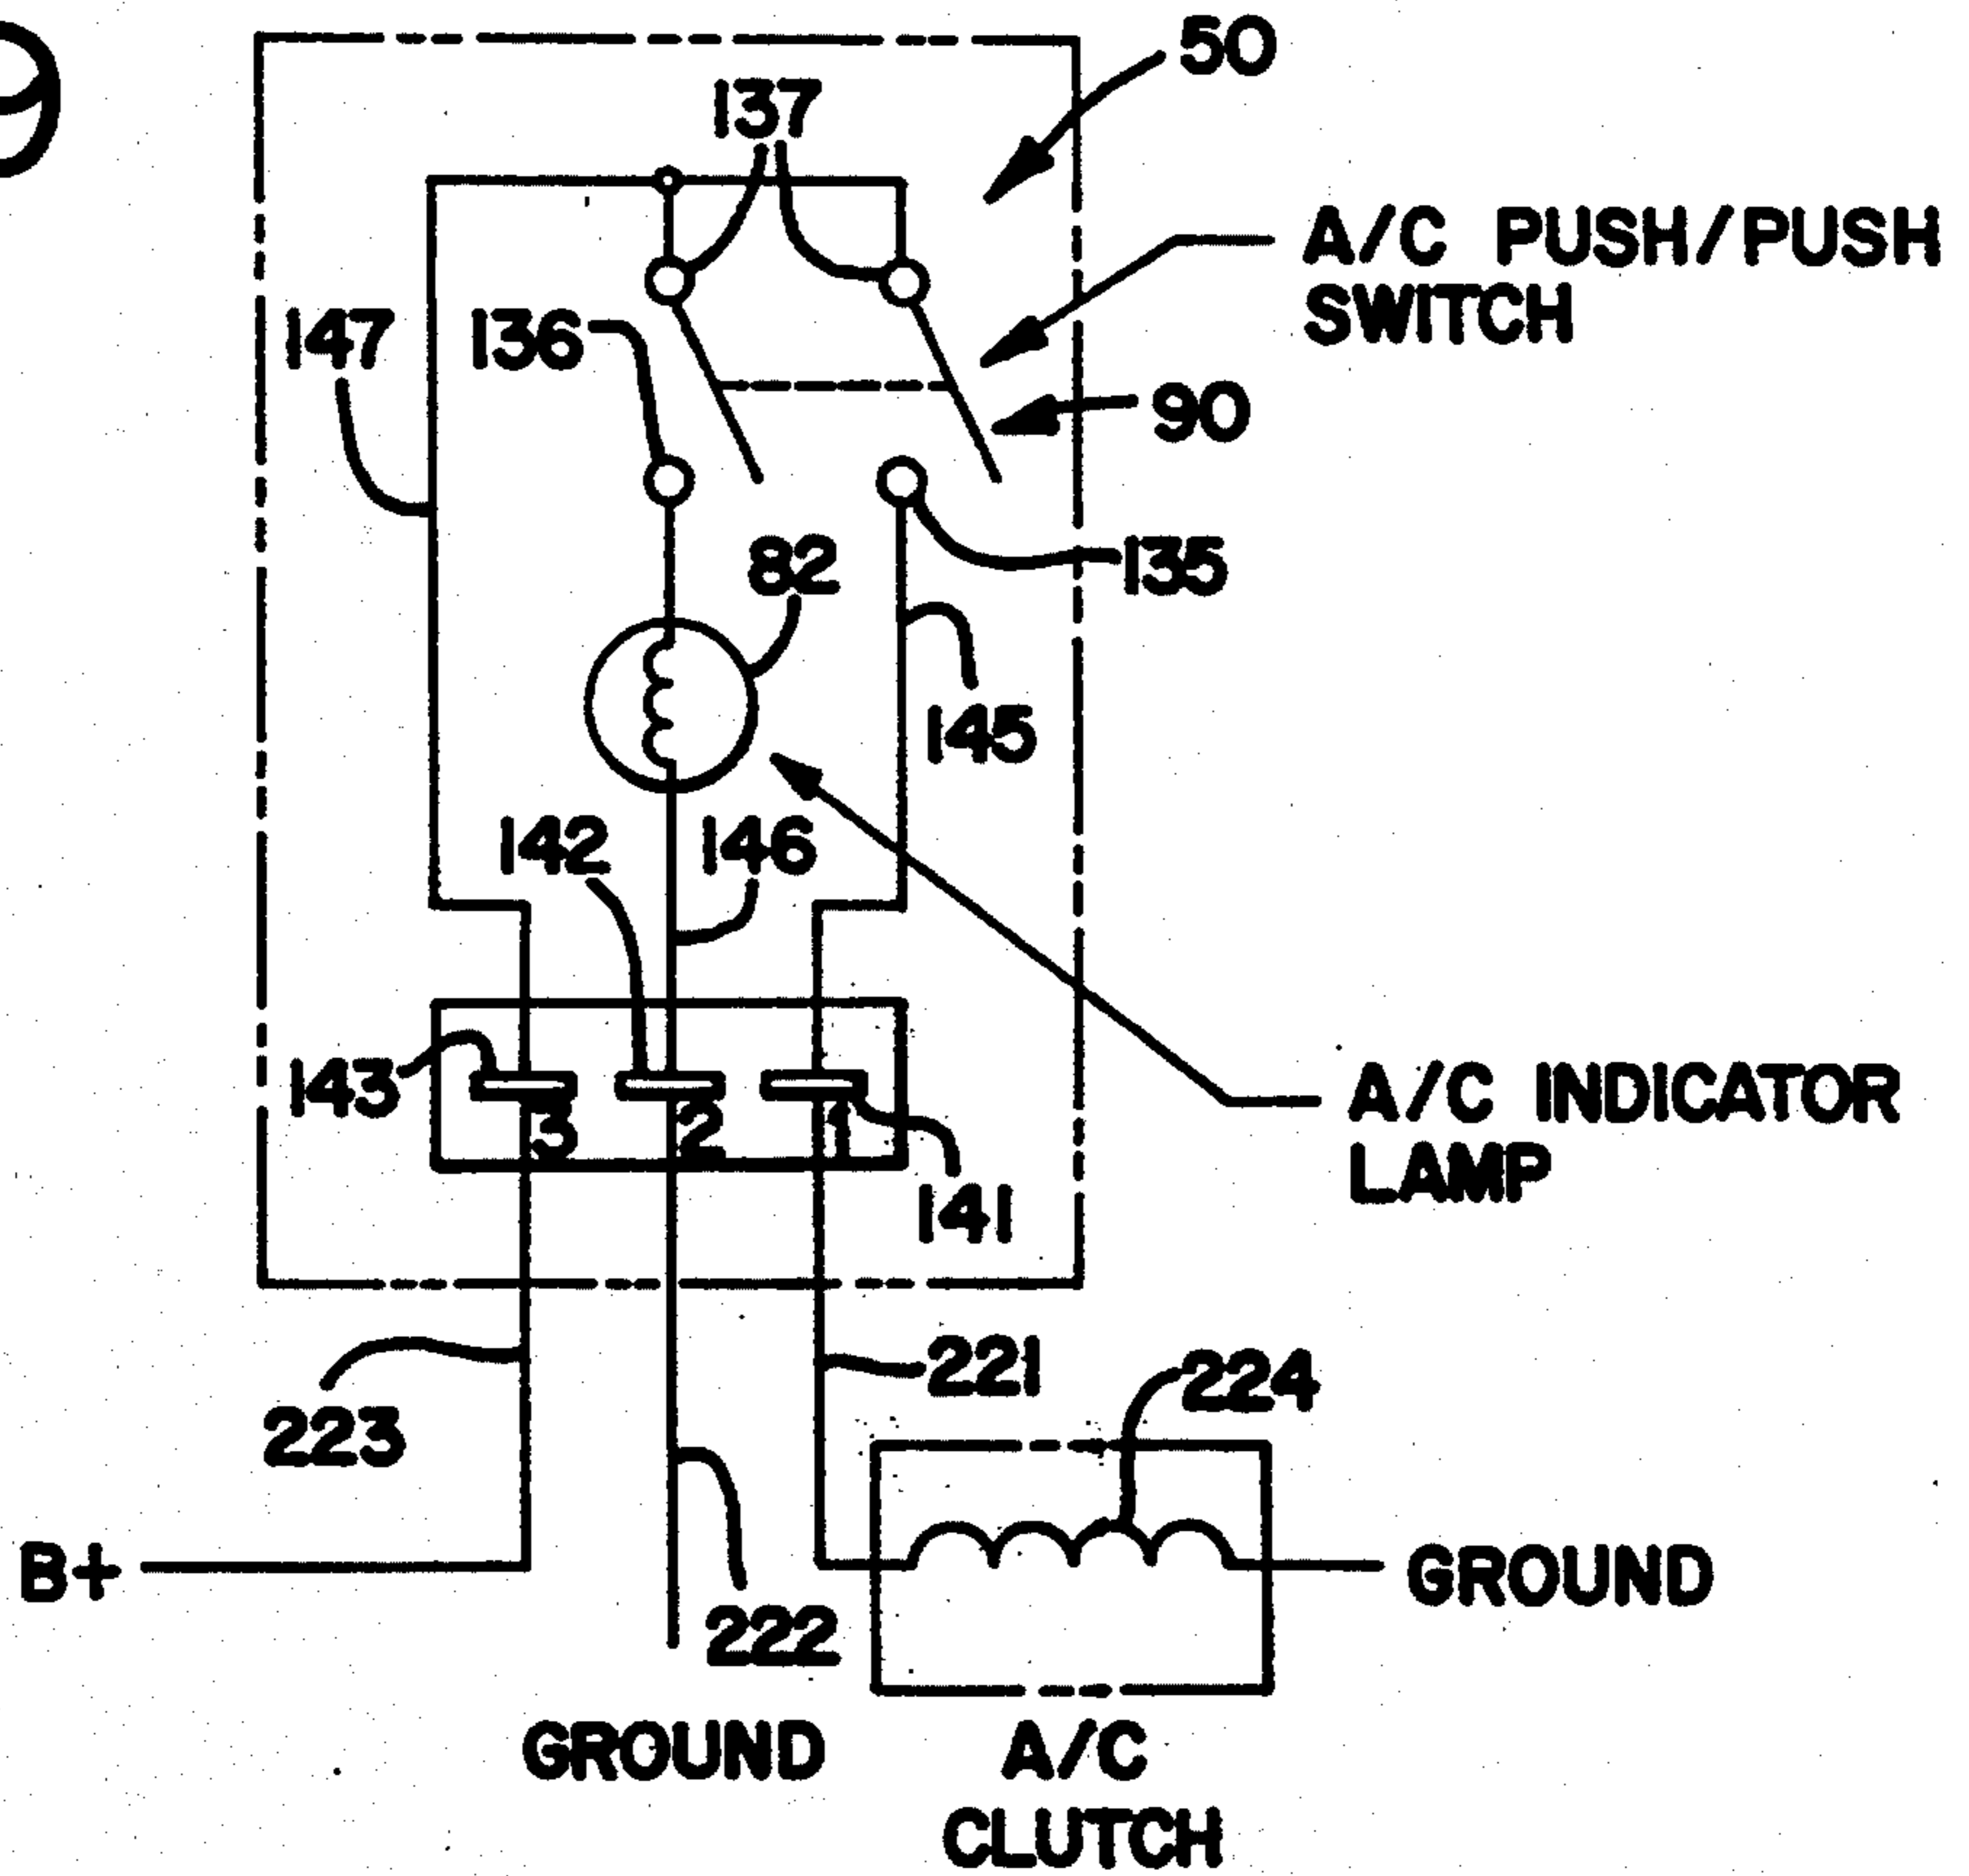 9
50
137
A/C PUSH/PUSH
SWITCH
147
136
90
82
135
145
142
146
143
3
2
1
141
A/C INDICATOR
LAMP
223
221
224
B+
222
GROUND
GROUND
A/C
CLUTCH